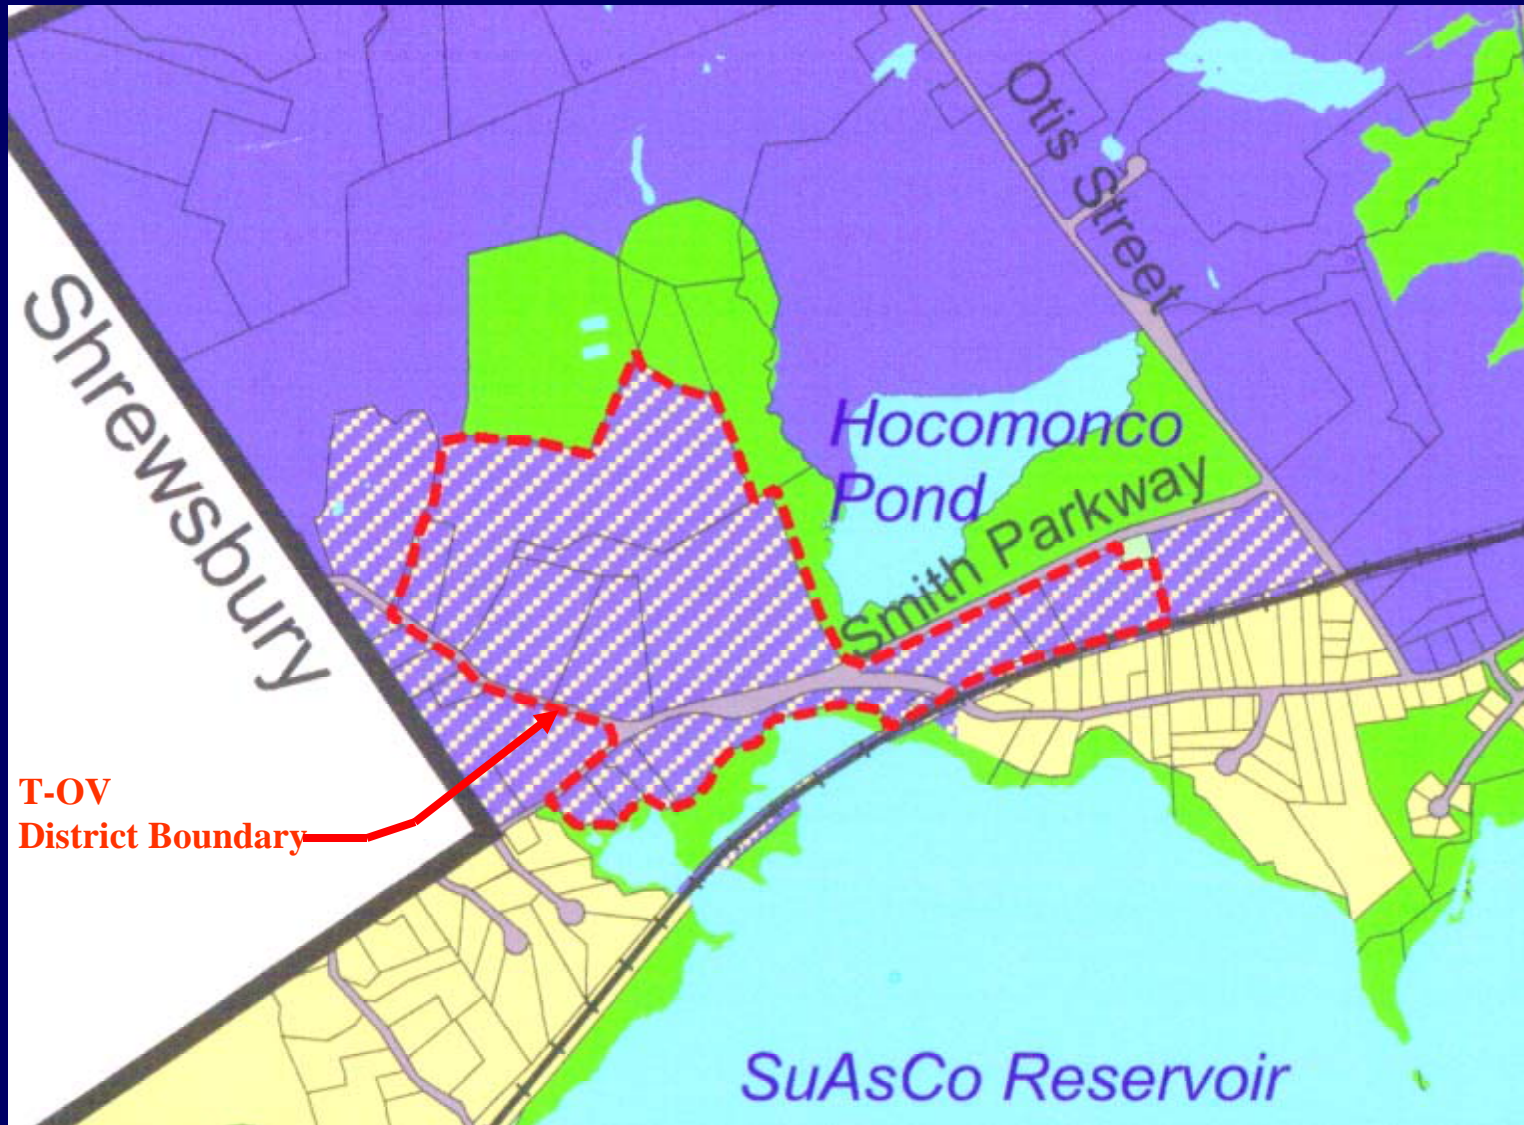 Otis Street
Shrewsbury
Hocomonco
Pond
Smith Parkway
T-OV
District Boundary
SuAsCo Reservoir